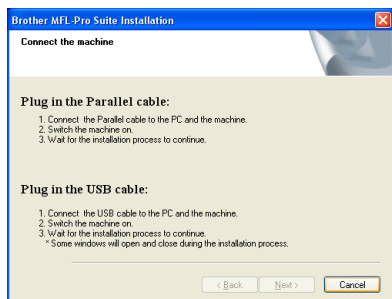 Brother MFL-Pro Suite Installation
Connect the machine
Plug in the Parallel cable:
1. Connect the Parallel cable to the PC and the machine.
2. Switch the machine on.
3. Wait for the installation process to continue.
Plug in the USB cable:
1. Connect the USB cable to the PC and the machine.
2. Switch the machine on.
3. Wait for the installation process to continue.
* Some windows will open and close during the installation process.
< Back Next > Cancel